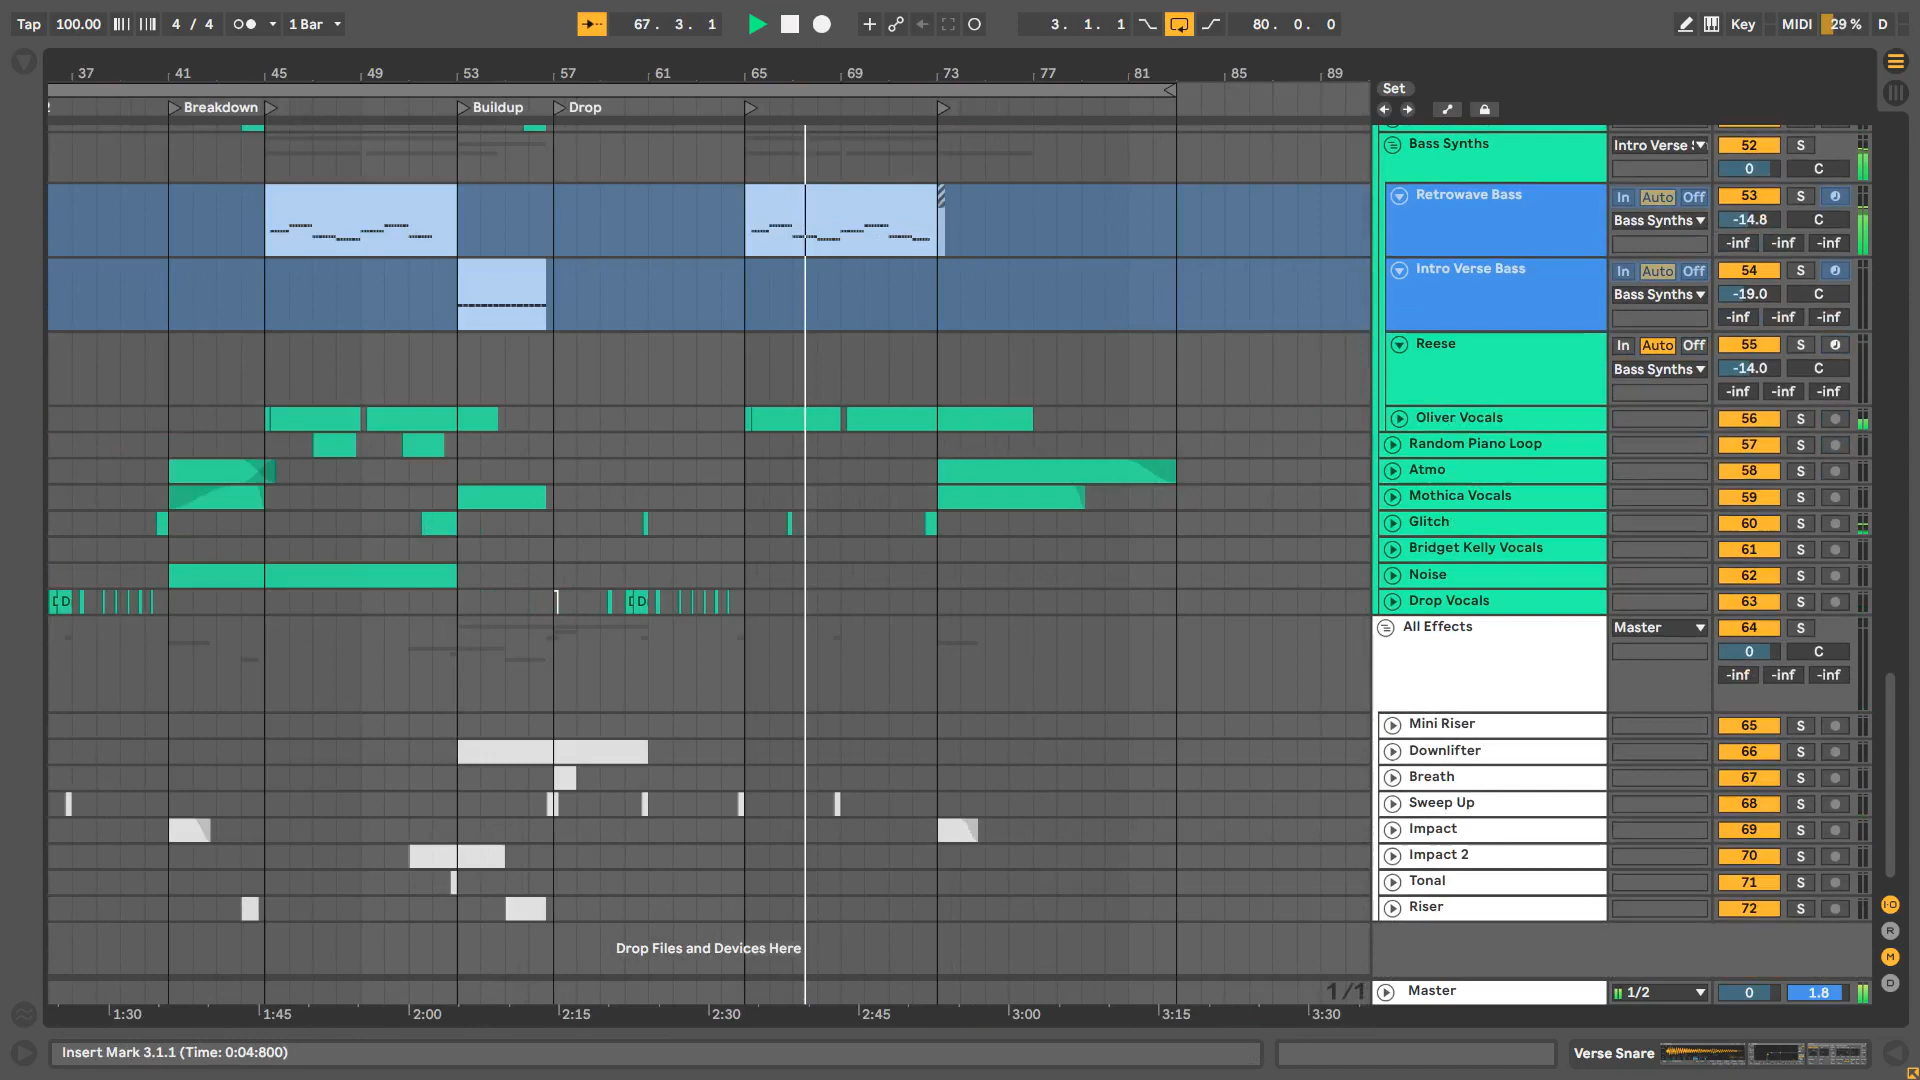 Tap 100.00 4 / 4 1 Bar 67. 3. 1 3. 1. 1 80. 0. 0 Key MIDI 29 % D
37 41 45 49 53 57 61 65 69 73 77 81 85 89
Set
Breakdown Buildup Drop
Bass Synths Intro Verse 52 S
0 C
Retrowave Bass In Auto Off 53 S
Bass Synths -14.8 C
-inf -inf -inf
Intro Verse Bass In Auto Off 54 S
Bass Synths -19.0 C
-inf -inf -inf
Reese In Auto Off 55 S
Bass Synths -14.0 C
-inf -inf -inf
Oliver Vocals 56 S
Random Piano Loop 57 S
Atmo 58 S
Mothica Vocals 59 S
Glitch 60 S
Bridget Kelly Vocals 61 S
Noise 62 S
D D Drop Vocals 63 S
All Effects Master 64 S
0 C
-inf -inf -inf
Mini Riser 65 S
Downlifter 66 S
Breath 67 S
Sweep Up 68 S
Impact 69 S
Impact 2 70 S
Tonal 71 S
Riser 72 S
I·O
R
M
D
Drop Files and Devices Here
1/1 Master 1/2 0 1.8
1:30 1:45 2:00 2:15 2:30 2:45 3:00 3:15 3:30
Insert Mark 3.1.1 (Time: 0:04:800) Verse Snare